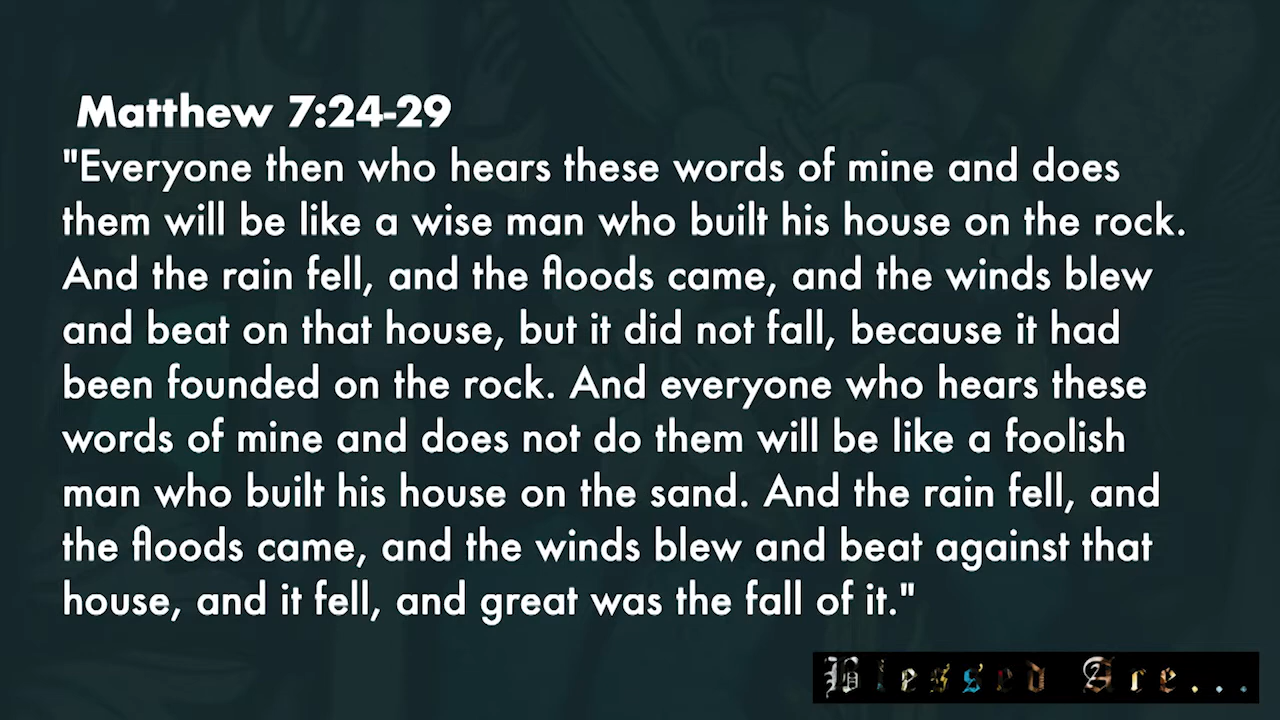 Matthew 7:24-29
"Everyone then who hears these words of mine and does
them will be like a wise man who built his house on the rock.
And the rain fell, and the floods came, and the winds blew
and beat on that house, but it did not fall, because it had
been founded on the rock. And everyone who hears these
words of mine and does not do them will be like a foolish
man who built his house on the sand. And the rain fell, and
the floods came, and the winds blew and beat against that
house, and it fell, and great was the fall of it."
Blessed Are...